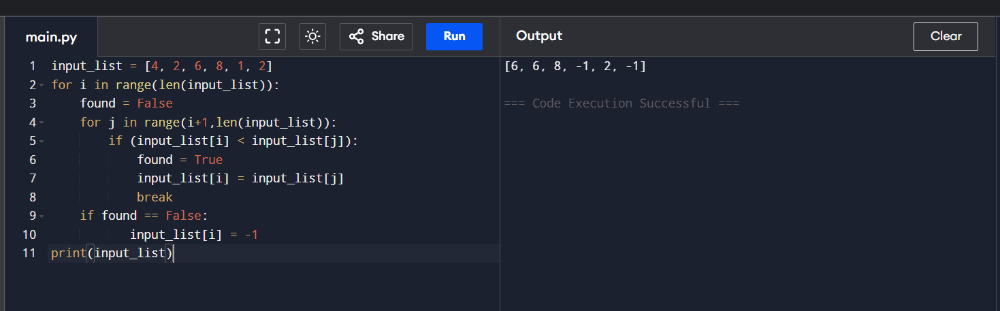 main.py Share Run Output Clear
1 input_list = [4, 2, 6, 8, 1, 2]
2 for i in range(len(input_list)):
3     found = False
4     for j in range(i+1,len(input_list)):
5         if (input_list[i] < input_list[j]):
6             found = True
7             input_list[i] = input_list[j]
8             break
9     if found == False:
10            input_list[i] = -1
11 print(input_list)
[6, 6, 8, -1, 2, -1]
=== Code Execution Successful ===